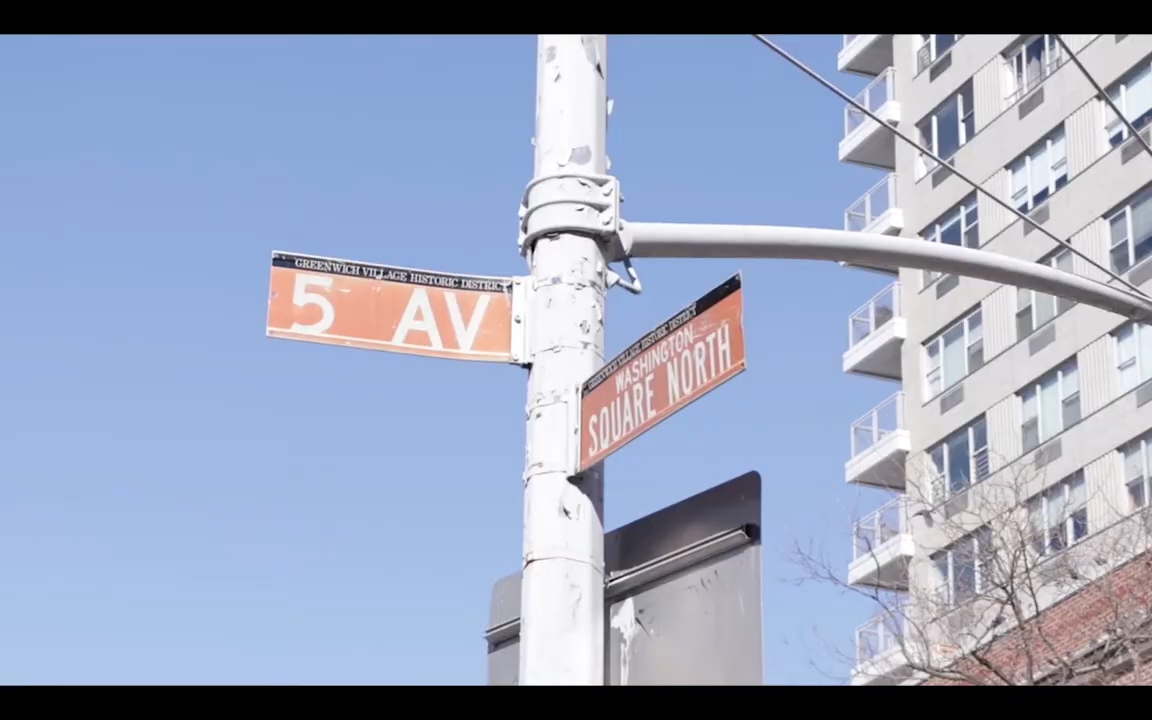 GREENWICH VILLAGE HISTORIC DISTRICT
5 AV
GREENWICH VILLAGE HISTORIC DISTRICT
WASHINGTON
SQUARE NORTH